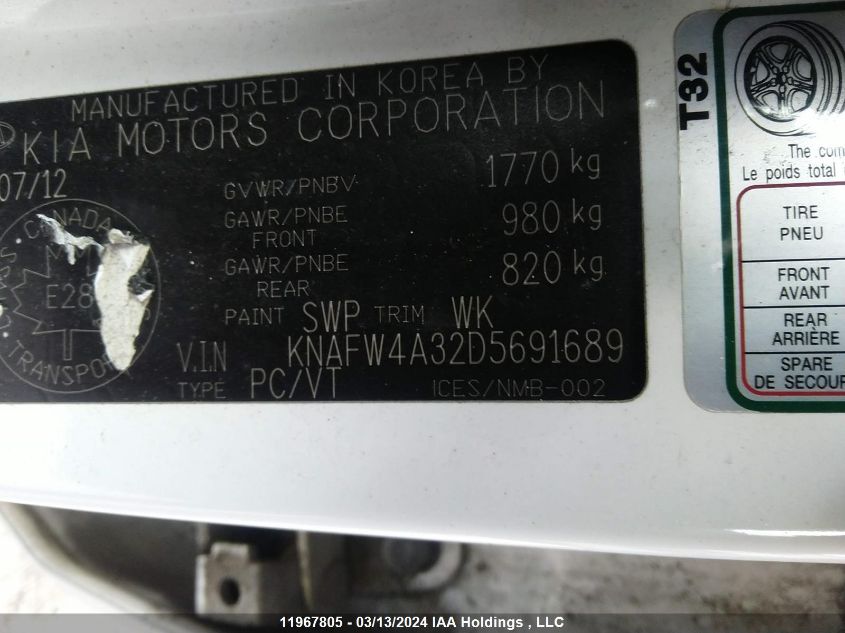 MANUFACTURED IN KOREA BY
KIA MOTORS CORPORATION
07/12
GVWR/PNBV 1770 kg
GAWR/PNBE 980 kg
FRONT
GAWR/PNBE 820 kg
REAR
PAINT SWP TRIM WK
V.I.N KNAFW4A32D5691689
TYPE PC/VT ICES/NMB-002
CANADA
E28
TRANSPORT
T32
The com
Le poids total
TIRE
PNEU
FRONT
AVANT
REAR
ARRIÈRE
SPARE
DE SECOUR
11967805 - 03/13/2024 IAA Holdings , LLC